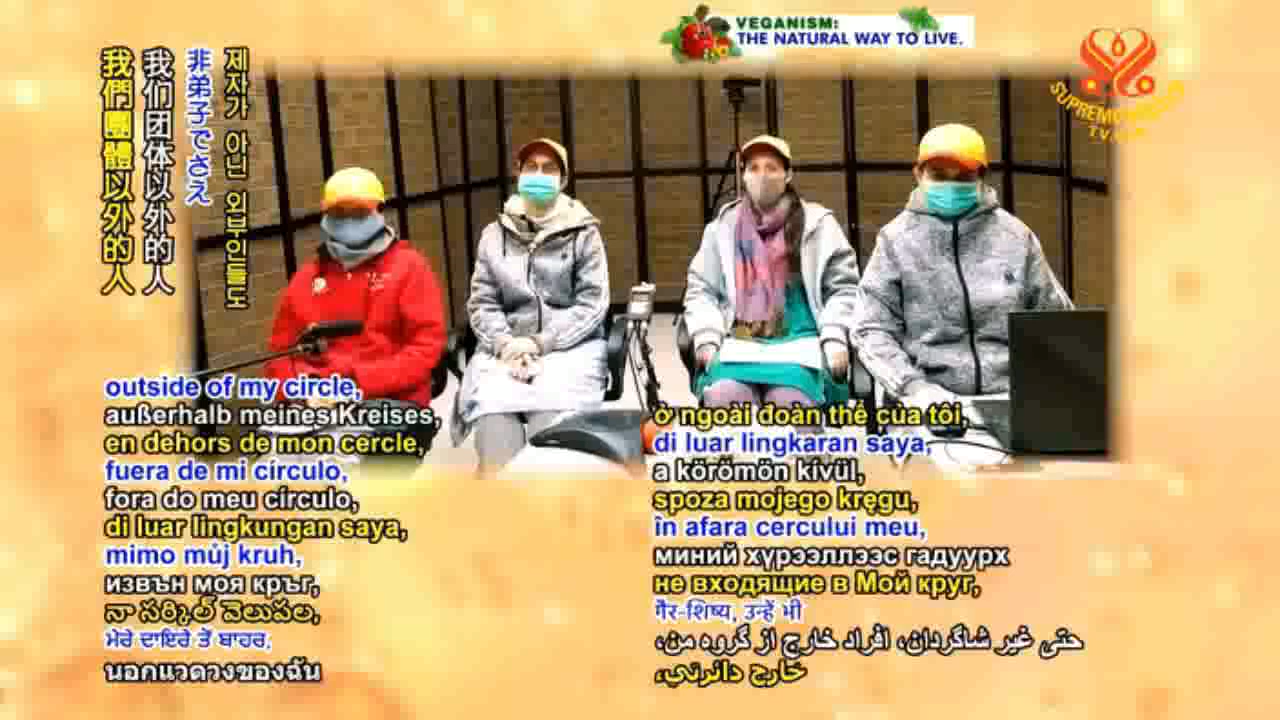 VEGANISM:
THE NATURAL WAY TO LIVE.
SUPREME
TV
我們團體以外的人
我们团体以外的人
非弟子でさえ
제자가 아닌 외부인들도
outside of my circle,
außerhalb meines Kreises,
en dehors de mon cercle,
fuera de mi círculo,
fora do meu círculo,
di luar lingkungan saya,
mimo můj kruh,
извън моя кръг,
నా సర్కిల్ వెలుపల,
ਮੇਰੇ ਦਾਇਰੇ ਤੋਂ ਬਾਹਰ,
นอกแวดวงของฉัน
ở ngoài đoàn thể của tôi,
di luar lingkaran saya,
a körömön kívül,
spoza mojego kręgu,
în afara cercului meu,
миний хүрээллээс гадуурх
не входящие в Мой круг,
गैर-शिष्य, उन्हें भी
حتی غیر شاگردان، افراد خارج از گروه من،
خارج دائرتي،